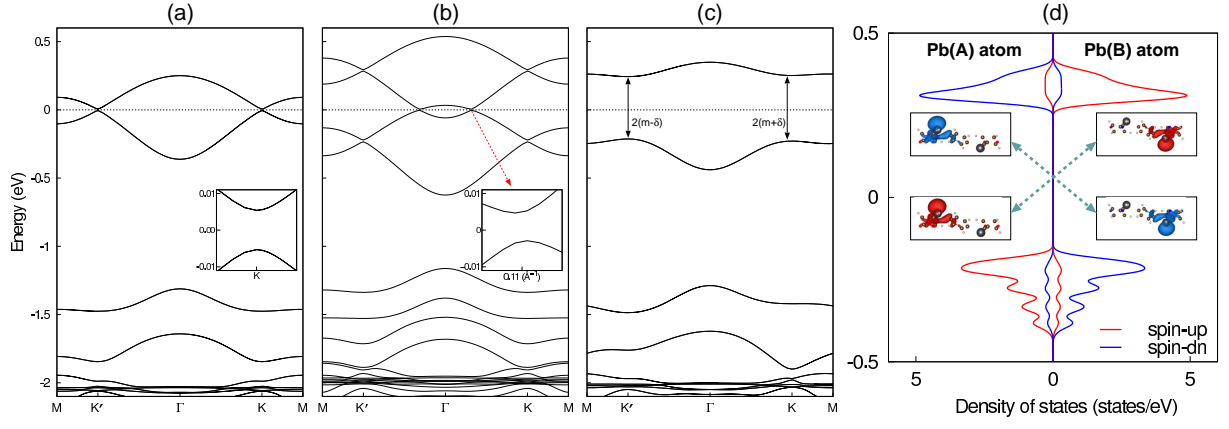 (a) (b) (c) (d)
Energy (eV)
0.5
0
-0.5
-1
-1.5
-2
M K′ Γ K M
0.01
0.00
-0.01
K
M K′ Γ K M
0.01
0
-0.01
0.11 (Å⁻¹)
2(m-δ)
2(m+δ)
M K′ Γ K M
Pb(A) atom Pb(B) atom
0.5
0
-0.5
spin-up
spin-dn
5 0 5
Density of states (states/eV)